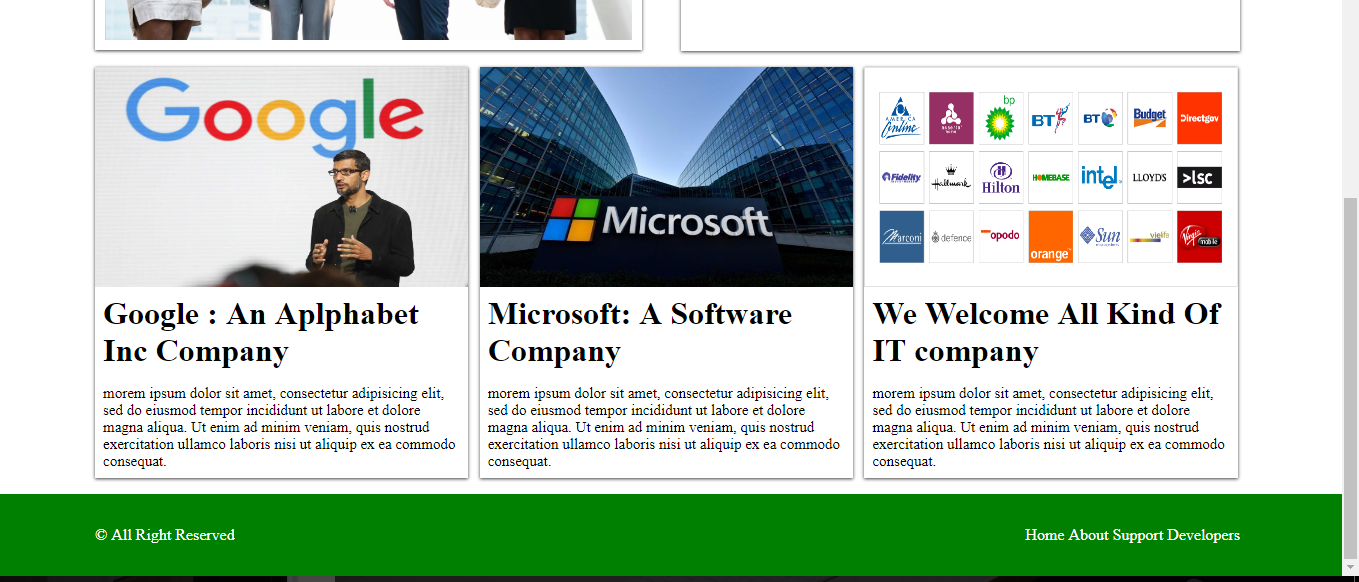 Google
Microsoft
AMERICA
Online
bp
BT
BT
Budget
Directgov
Fidelity
Hallmark
Hilton
HOMEBASE
intel
LLOYDS
>lsc
Marconi
defence
opodo
orange
Sun
vielife
Virgin
mobile
Google : An Aplphabet
Inc Company
morem ipsum dolor sit amet, consectetur adipisicing elit,
sed do eiusmod tempor incididunt ut labore et dolore
magna aliqua. Ut enim ad minim veniam, quis nostrud
exercitation ullamco laboris nisi ut aliquip ex ea commodo
consequat.
Microsoft: A Software
Company
morem ipsum dolor sit amet, consectetur adipisicing elit,
sed do eiusmod tempor incididunt ut labore et dolore
magna aliqua. Ut enim ad minim veniam, quis nostrud
exercitation ullamco laboris nisi ut aliquip ex ea commodo
consequat.
We Welcome All Kind Of
IT company
morem ipsum dolor sit amet, consectetur adipisicing elit,
sed do eiusmod tempor incididunt ut labore et dolore
magna aliqua. Ut enim ad minim veniam, quis nostrud
exercitation ullamco laboris nisi ut aliquip ex ea commodo
consequat.
© All Right Reserved
Home About Support Developers